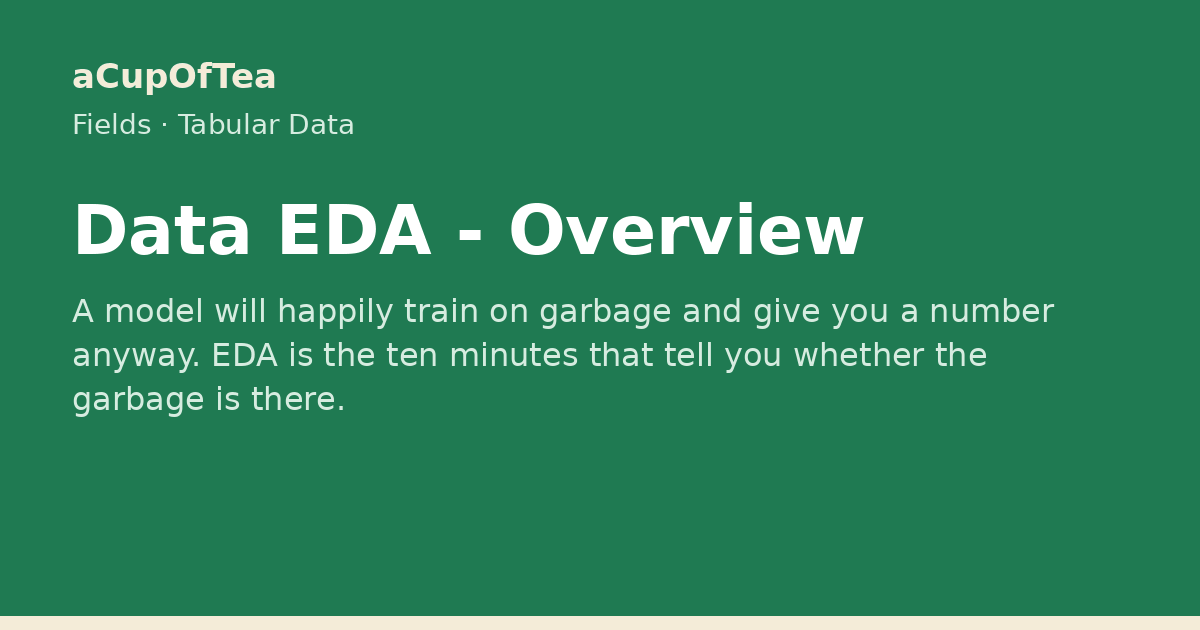 aCupOfTea
Fields · Tabular Data
Data EDA - Overview
A model will happily train on garbage and give you a number
anyway. EDA is the ten minutes that tell you whether the
garbage is there.